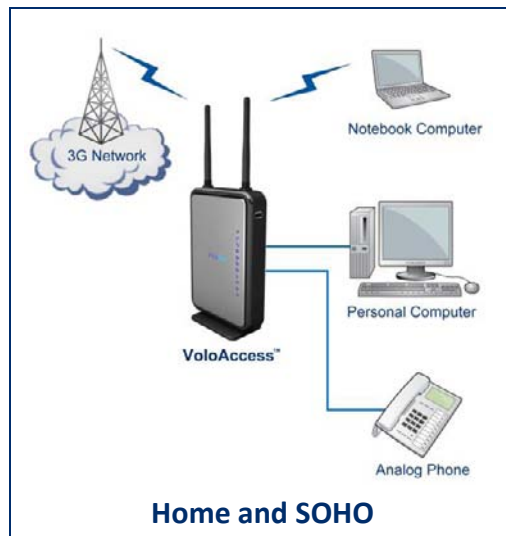 3G Network
Notebook Computer
Personal Computer
VoloAccess™
Analog Phone
Home and SOHO